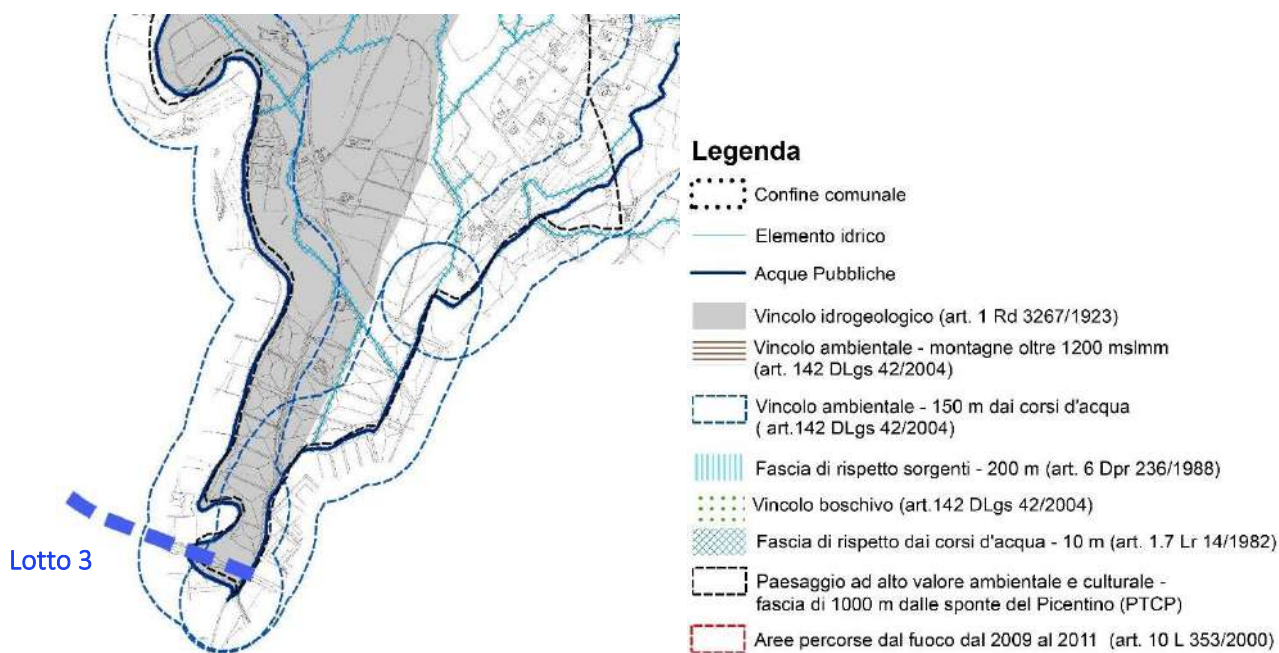 Lotto 3
Legenda
Confine comunale
Elemento idrico
Acque Pubbliche
Vincolo idrogeologico (art. 1 Rd 3267/1923)
Vincolo ambientale - montagne oltre 1200 mslmm
(art. 142 DLgs 42/2004)
Vincolo ambientale - 150 m dai corsi d'acqua
( art.142 DLgs 42/2004)
Fascia di rispetto sorgenti - 200 m (art. 6 Dpr 236/1988)
Vincolo boschivo (art.142 DLgs 42/2004)
Fascia di rispetto dai corsi d'acqua - 10 m (art. 1.7 Lr 14/1982)
Paesaggio ad alto valore ambientale e culturale -
fascia di 1000 m dalle sponte del Picentino (PTCP)
Aree percorse dal fuoco dal 2009 al 2011 (art. 10 L 353/2000)